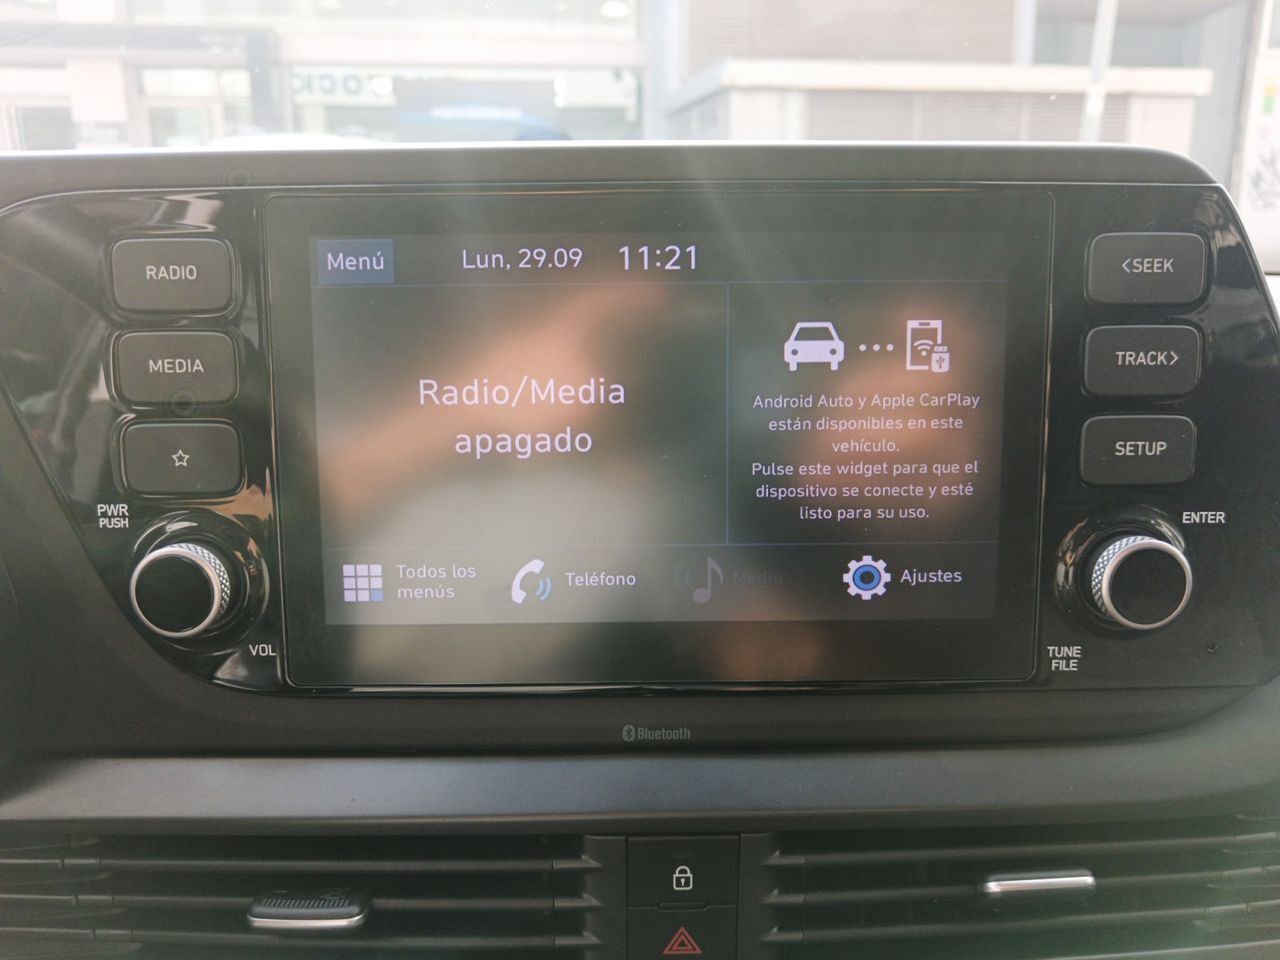 RADIO
MEDIA
PWR
PUSH
VOL
Menú
Lun, 29.09
11:21
Radio/Media
apagado
Android Auto y Apple CarPlay
están disponibles en este
vehículo.
Pulse este widget para que el
dispositivo se conecte y esté
listo para su uso.
Todos los
menús
Teléfono
Medio
Ajustes
<SEEK
TRACK>
SETUP
ENTER
TUNE
FILE
Bluetooth